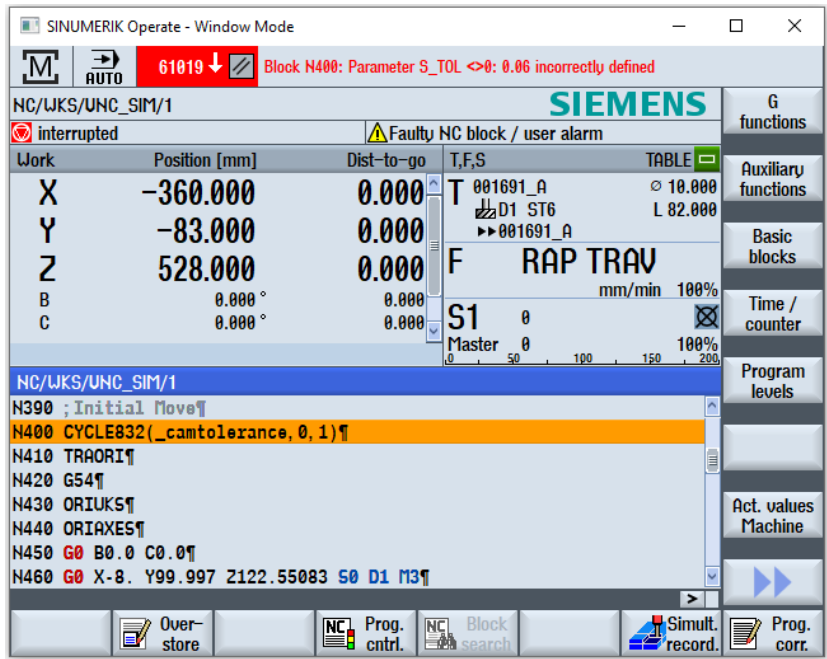 SINUMERIK Operate - Window Mode
M
AUTO
61019
Block N400: Parameter S_TOL <>0: 0.06 incorrectly defined
NC/WKS/UNC_SIM/1
SIEMENS
interrupted
Faulty NC block / user alarm
Work Position [mm] Dist-to-go
X -360.000 0.000
Y -83.000 0.000
Z 528.000 0.000
B 0.000 ° 0.000
C 0.000 ° 0.000
T,F,S TABLE
T 001691_A ⌀ 10.000
D1 ST6 L 82.000
▸▸001691_A
F RAP TRAV
mm/min 100%
S1 0
Master 0 100%
0 50 100 150 200
NC/WKS/UNC_SIM/1
N390 ;Initial Move¶
N400 CYCLE832(_camtolerance,0,1)¶
N410 TRAORI¶
N420 G54¶
N430 ORIWKS¶
N440 ORIAXES¶
N450 G0 B0.0 C0.0¶
N460 G0 X-8. Y99.997 Z122.55083 S0 D1 M3¶
>
G
functions
Auxiliary
functions
Basic
blocks
Time /
counter
Program
levels
Act. values
Machine
Over-
store
NC
Prog.
cntrl.
NC
Block
search
Simult.
record.
Prog.
corr.